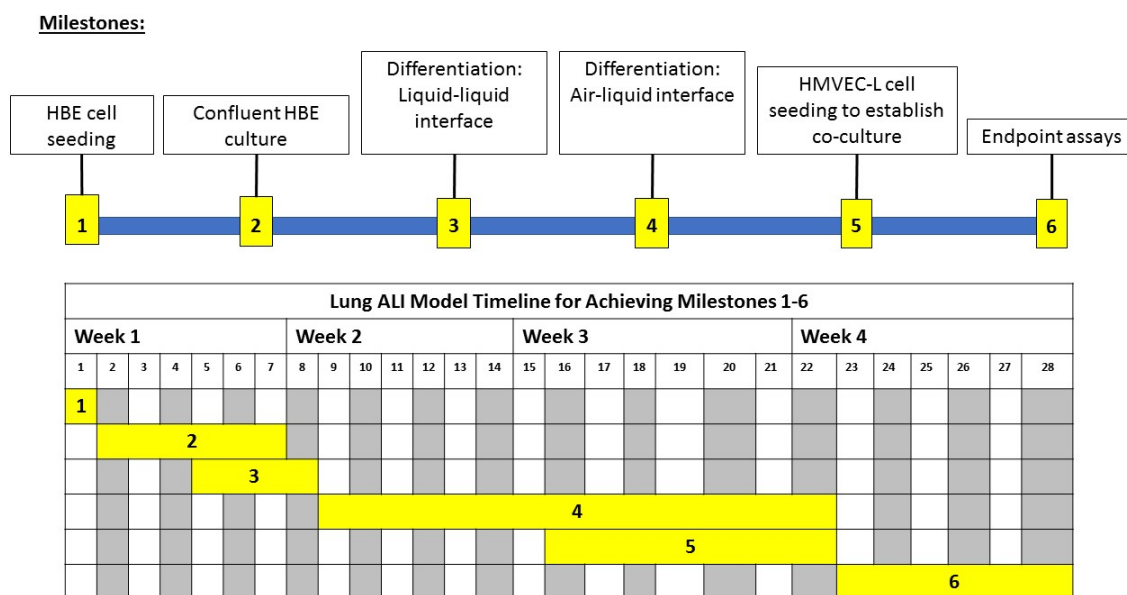 Milestones:
HBE cell
seeding
Confluent HBE
culture
Differentiation:
Liquid-liquid
interface
Differentiation:
Air-liquid interface
HMVEC-L cell
seeding to establish
co-culture
Endpoint assays
1 2 3 4 5 6
Lung ALI Model Timeline for Achieving Milestones 1-6
Week 1 Week 2 Week 3 Week 4
1 2 3 4 5 6 7 8 9 10 11 12 13 14 15 16 17 18 19 20 21 22 23 24 25 26 27 28
1
2
3
4
5
6